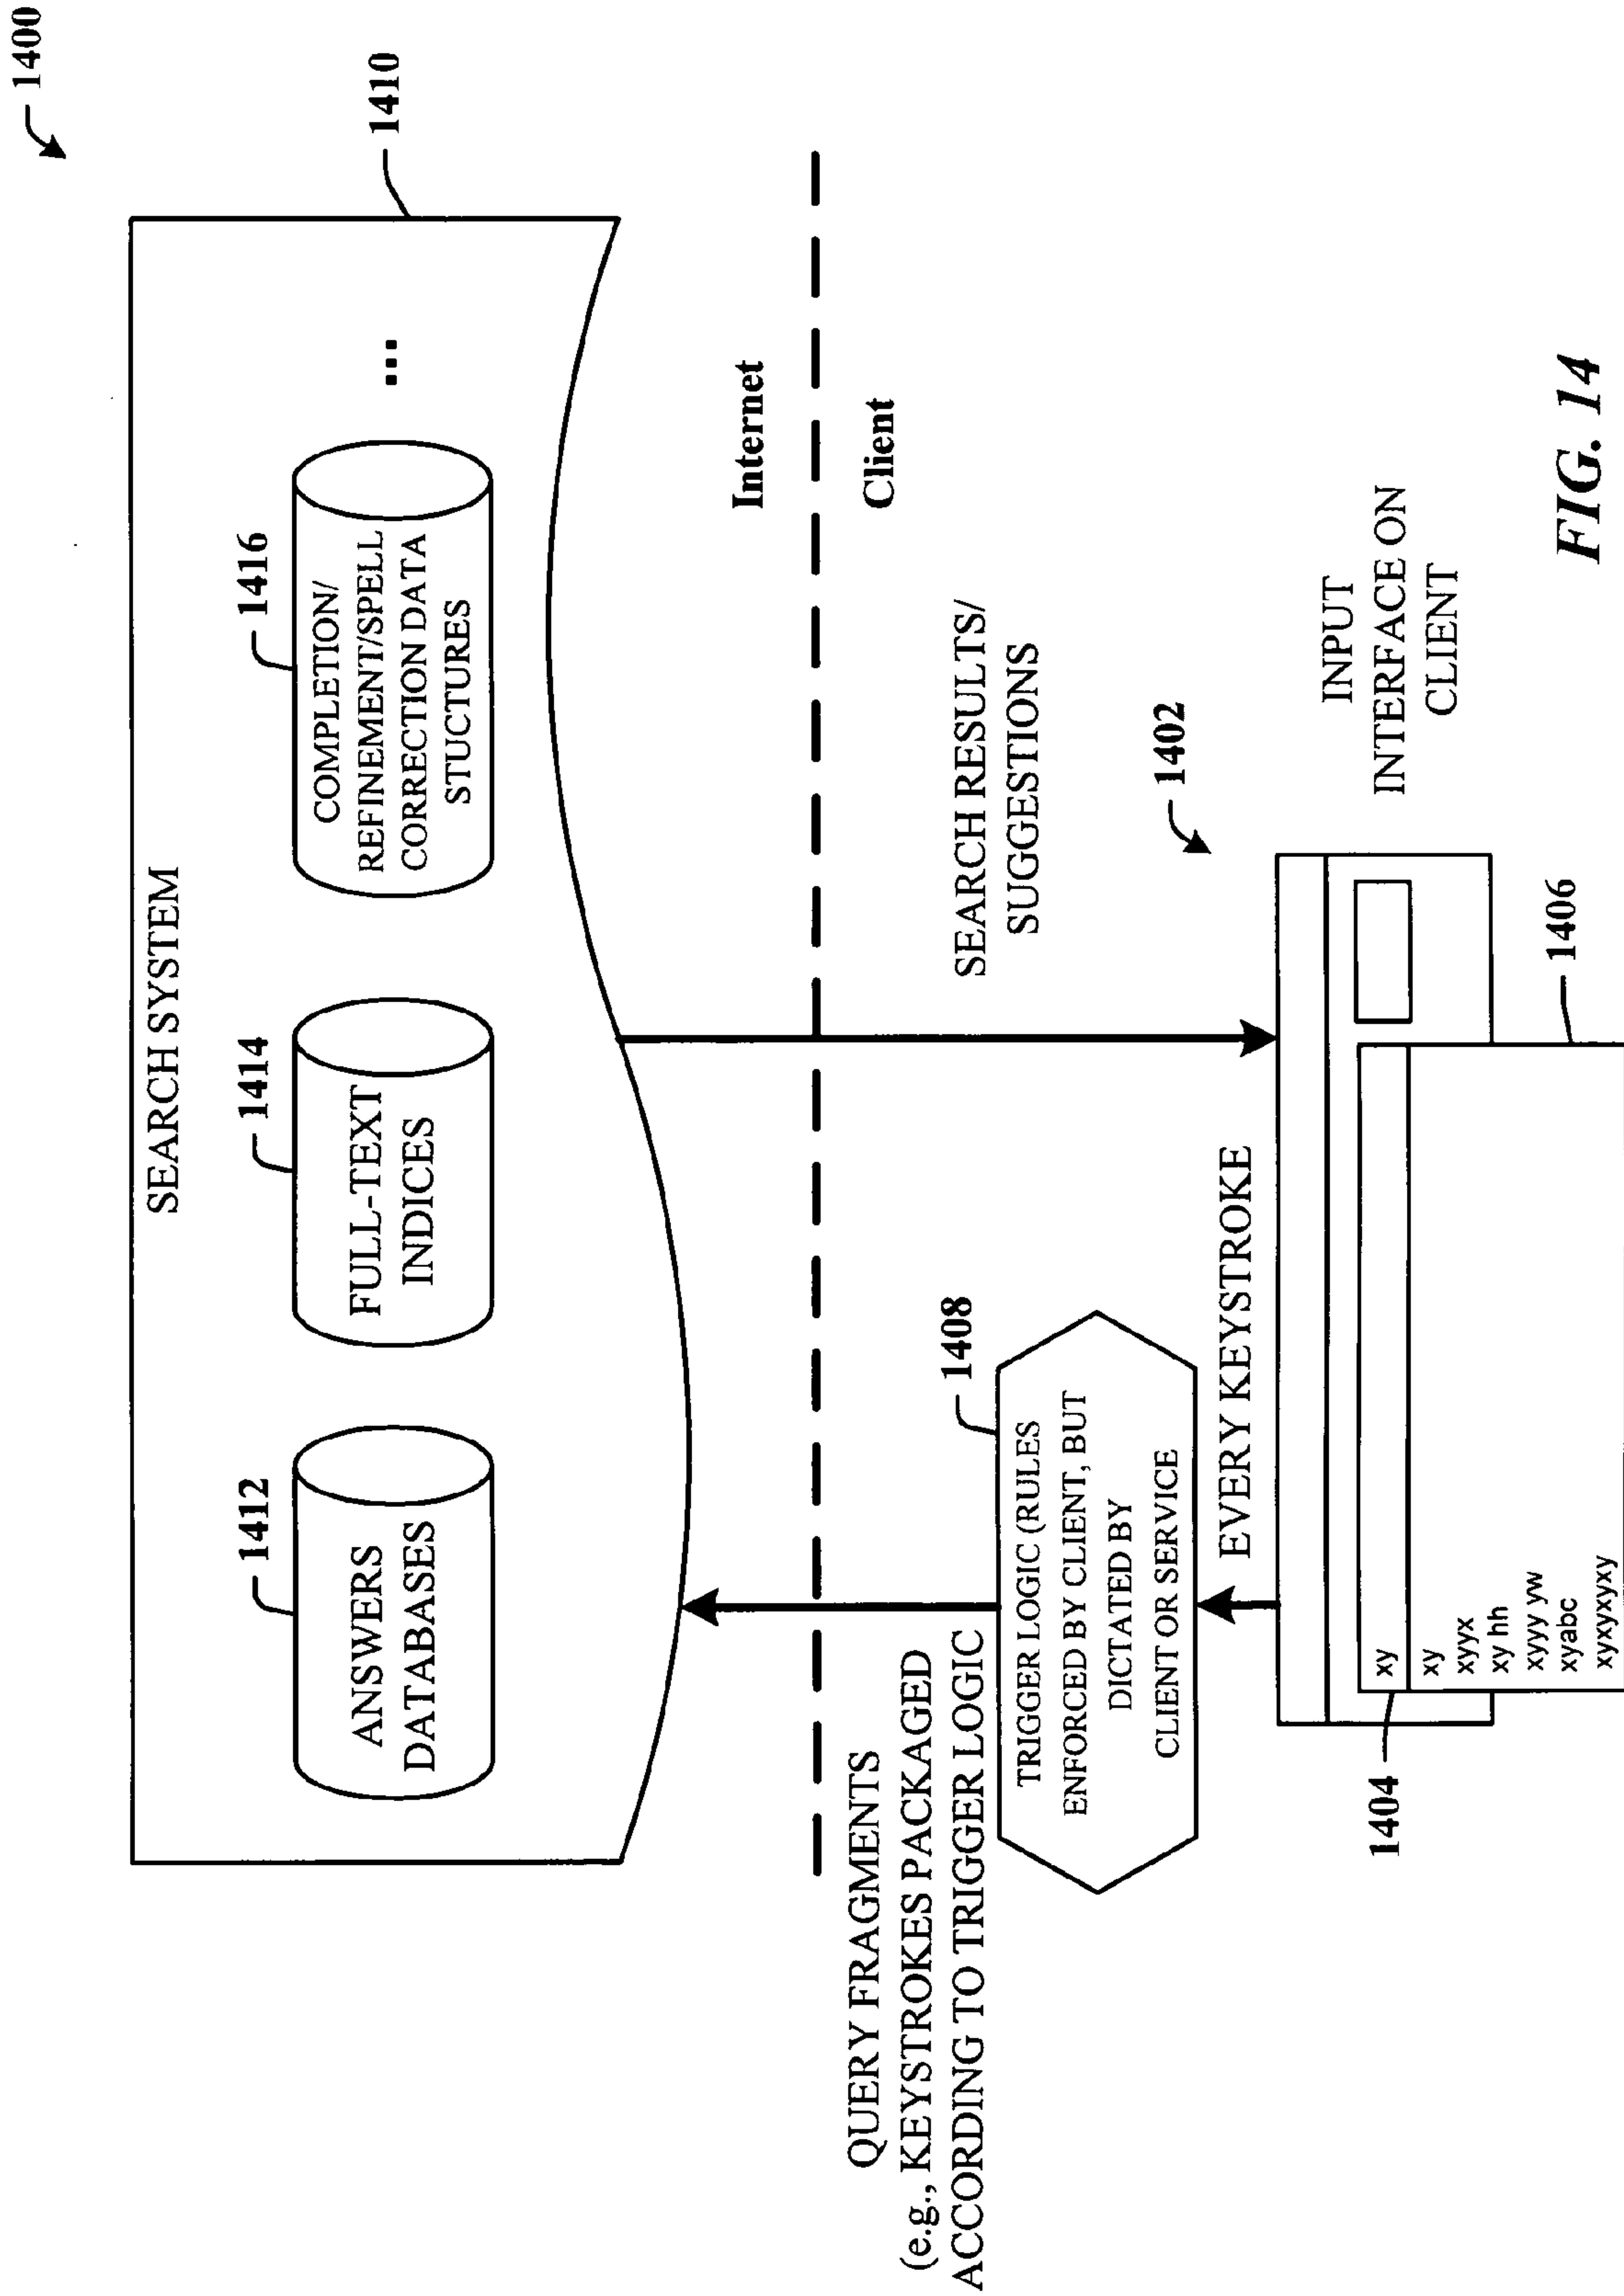 1400
SEARCH SYSTEM
1410
1412
1414
1416
ANSWERS
DATABASES
FULL-TEXT
INDICES
COMPLETION/
REFINEMENT/SPELL
CORRECTION DATA
STUCTURES
...
Internet
Client
QUERY FRAGMENTS
(e.g., KEYSTROKES PACKAGED
ACCORDING TO TRIGGER LOGIC
SEARCH RESULTS/
SUGGESTIONS
1408
TRIGGER LOGIC (RULES
ENFORCED BY CLIENT, BUT
DICTATED BY
CLIENT OR SERVICE
EVERY KEYSTROKE
1402
INPUT
INTERFACE ON
CLIENT
1404
xy
xy
xyyx
xy hh
xyyy yw
xyabc
xyxyxyxy
1406
FIG. 14